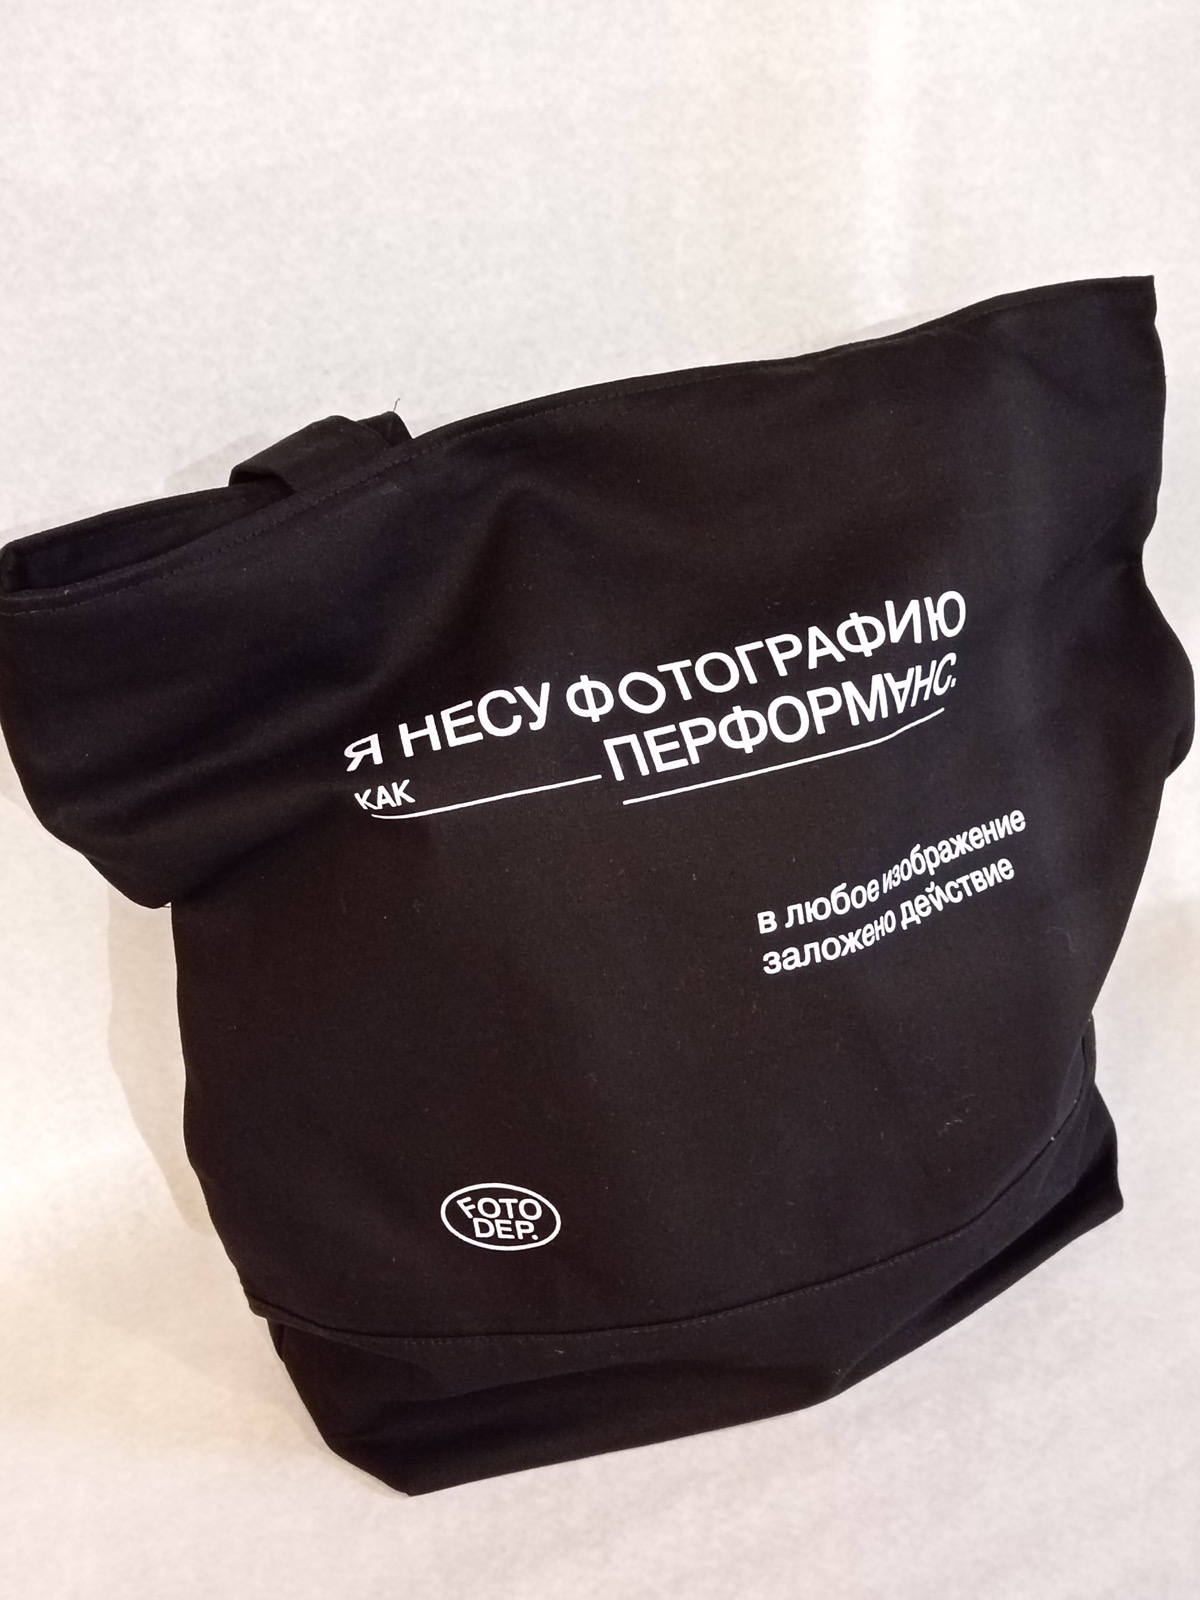 Я НЕСУ ФОТОГРАФИЮ
КАК ПЕРФОРМАНС.
в любое изображение
заложено действие
FOTO
DEP.